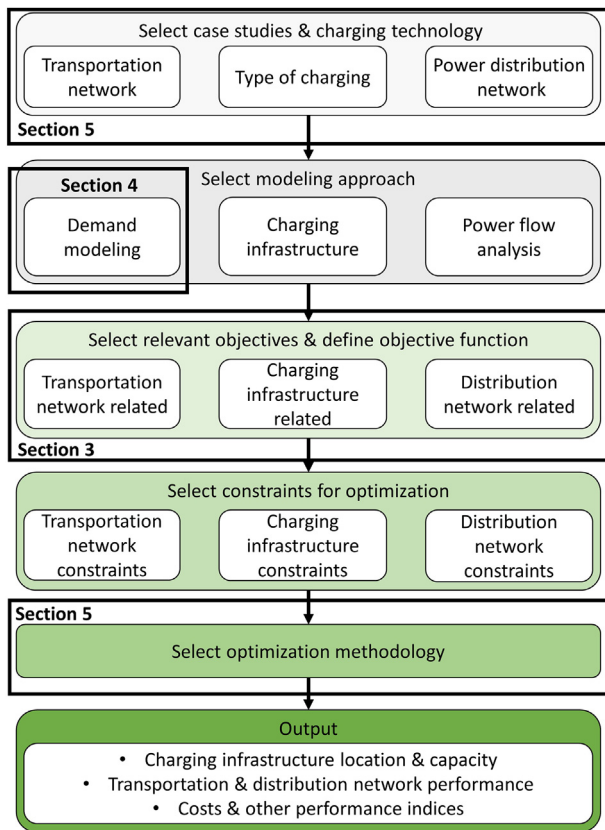 Select case studies & charging technology
Transportation
network
Type of charging
Power distribution
network
Section 5
Select modeling approach
Section 4
Demand
modeling
Charging
infrastructure
Power flow
analysis
Select relevant objectives & define objective function
Transportation
network related
Charging
infrastructure
related
Distribution
network related
Section 3
Select constraints for optimization
Transportation
network
constraints
Charging
infrastructure
constraints
Distribution
network
constraints
Section 5
Select optimization methodology
Output
• Charging infrastructure location & capacity
• Transportation & distribution network performance
• Costs & other performance indices